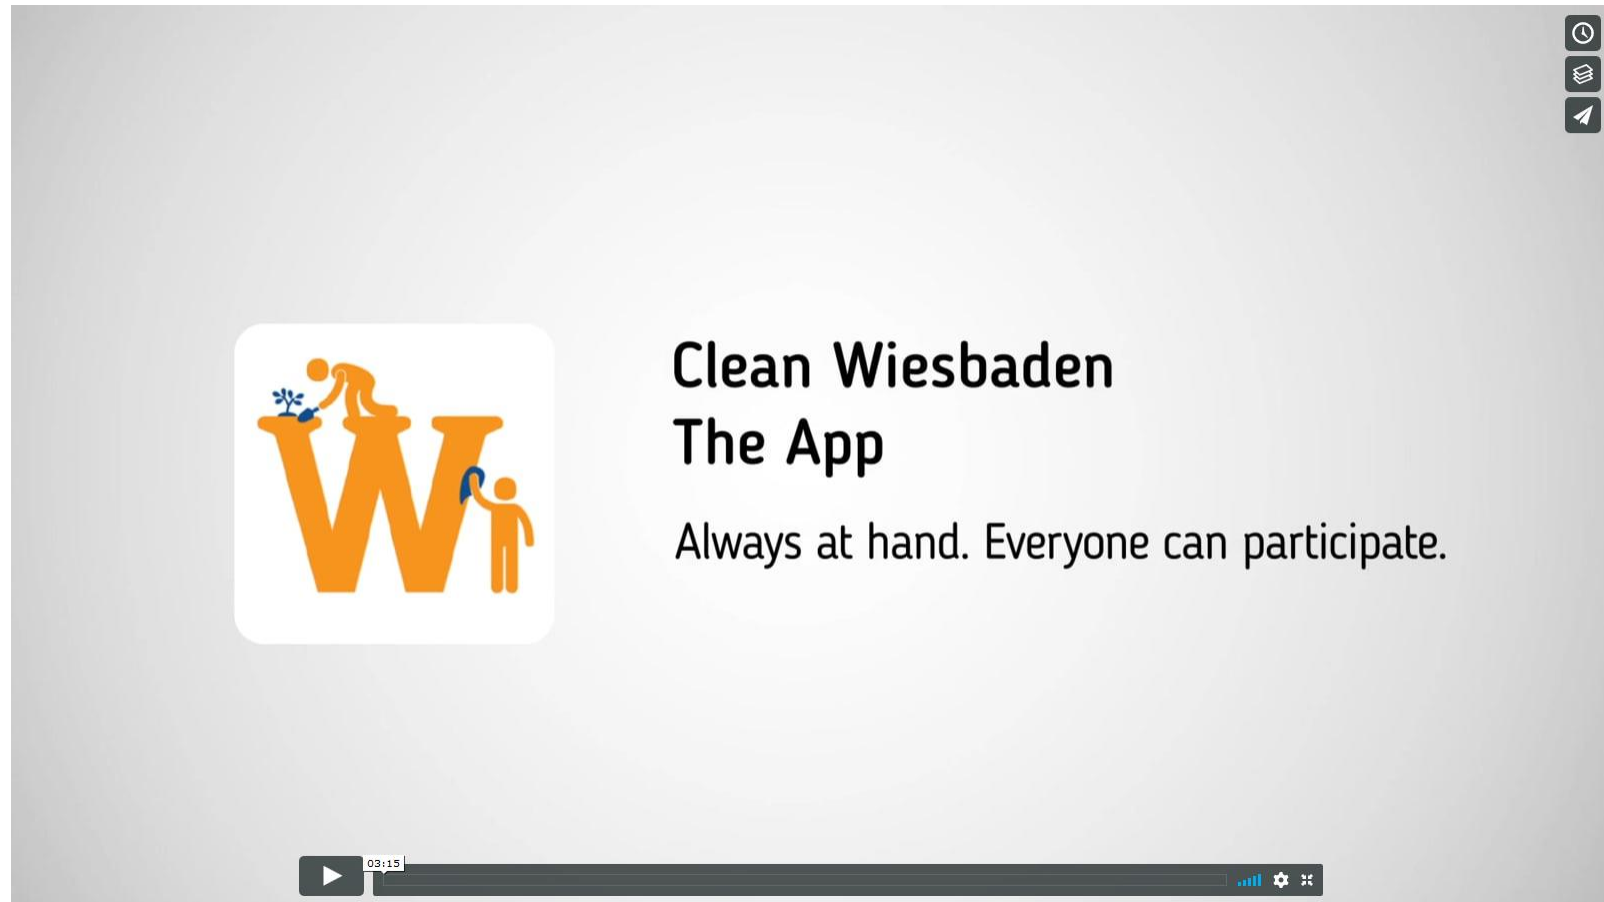 W
Clean Wiesbaden
The App
Always at hand. Everyone can participate.
03:15